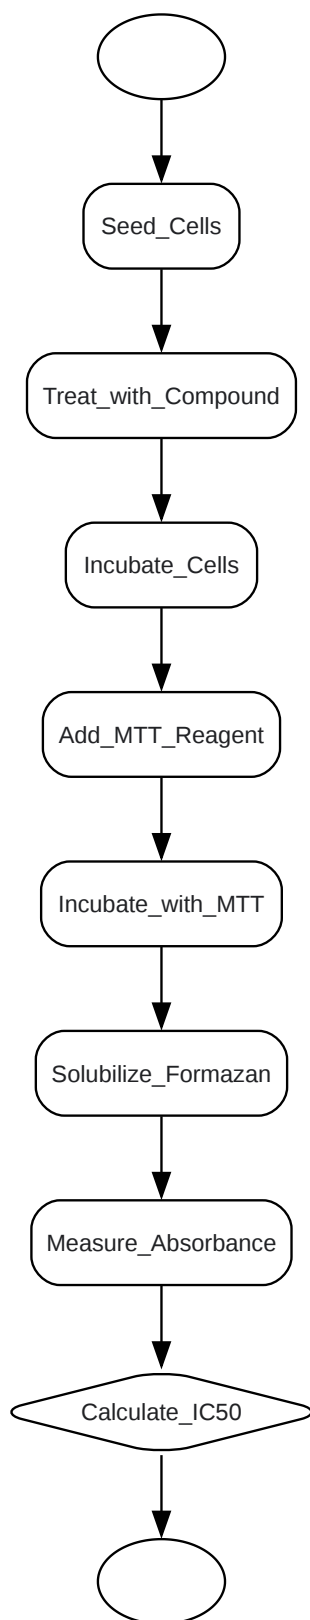 Seed_Cells
Treat_with_Compound
Incubate_Cells
Add_MTT_Reagent
Incubate_with_MTT
Solubilize_Formazan
Measure_Absorbance
Calculate_IC50